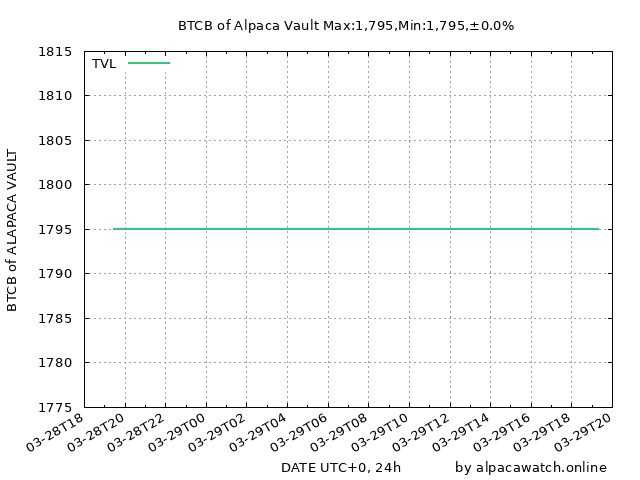 BTCB of Alpaca Vault Max:1,795,Min:1,795,±0.0%
TVL
BTCB of ALAPACA VAULT
1815
1810
1805
1800
1795
1790
1785
1780
1775
03-28T18
03-28T20
03-28T22
03-29T00
03-29T02
03-29T04
03-29T06
03-29T08
03-29T10
03-29T12
03-29T14
03-29T16
03-29T18
03-29T20
DATE UTC+0, 24h
by alpacawatch.online